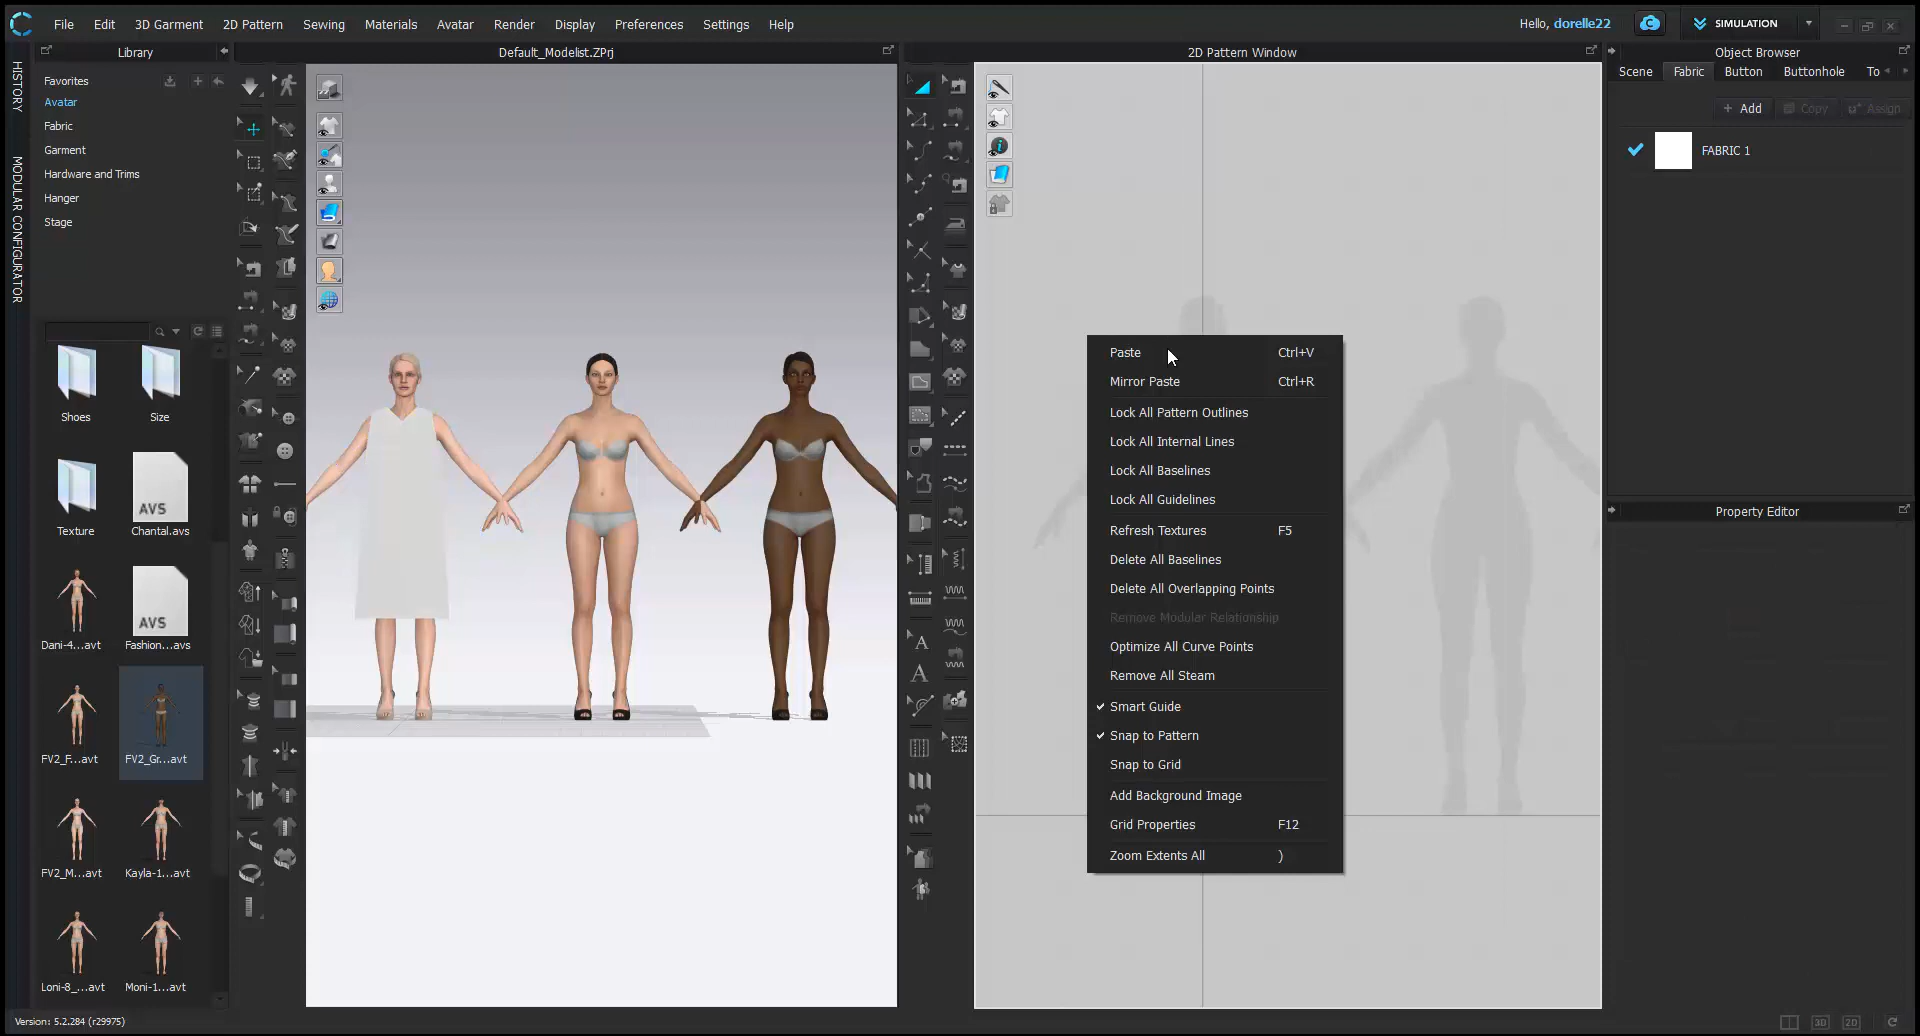 File Edit 3D Garment 2D Pattern Sewing Materials Avatar Render Display Preferences Settings Help
Hello, dorelle22
SIMULATION
Library
Default_Modelist.ZPrj
2D Pattern Window
Object Browser
HISTORY
MODULAR CONFIGURATOR
Favorites
Avatar
Fabric
Garment
Hardware and Trims
Hanger
Stage
Shoes
Size
Texture
AVS
Chantal.avs
Dani-4...avt
AVS
Fashion...avs
FV2_F...avt
FV2_Gr...avt
FV2_M...avt
Kayla-1...avt
Loni-8_...avt
Moni-1...avt
Paste Ctrl+V
Mirror Paste Ctrl+R
Lock All Pattern Outlines
Lock All Internal Lines
Lock All Baselines
Lock All Guidelines
Refresh Textures F5
Delete All Baselines
Delete All Overlapping Points
Remove Modular Relationship
Optimize All Curve Points
Remove All Steam
Smart Guide
Snap to Pattern
Snap to Grid
Add Background Image
Grid Properties F12
Zoom Extents All )
Scene Fabric Button Buttonhole To
+ Add Copy Assign
FABRIC 1
Property Editor
Version: 5.2.284 (r29975)
3D 2D